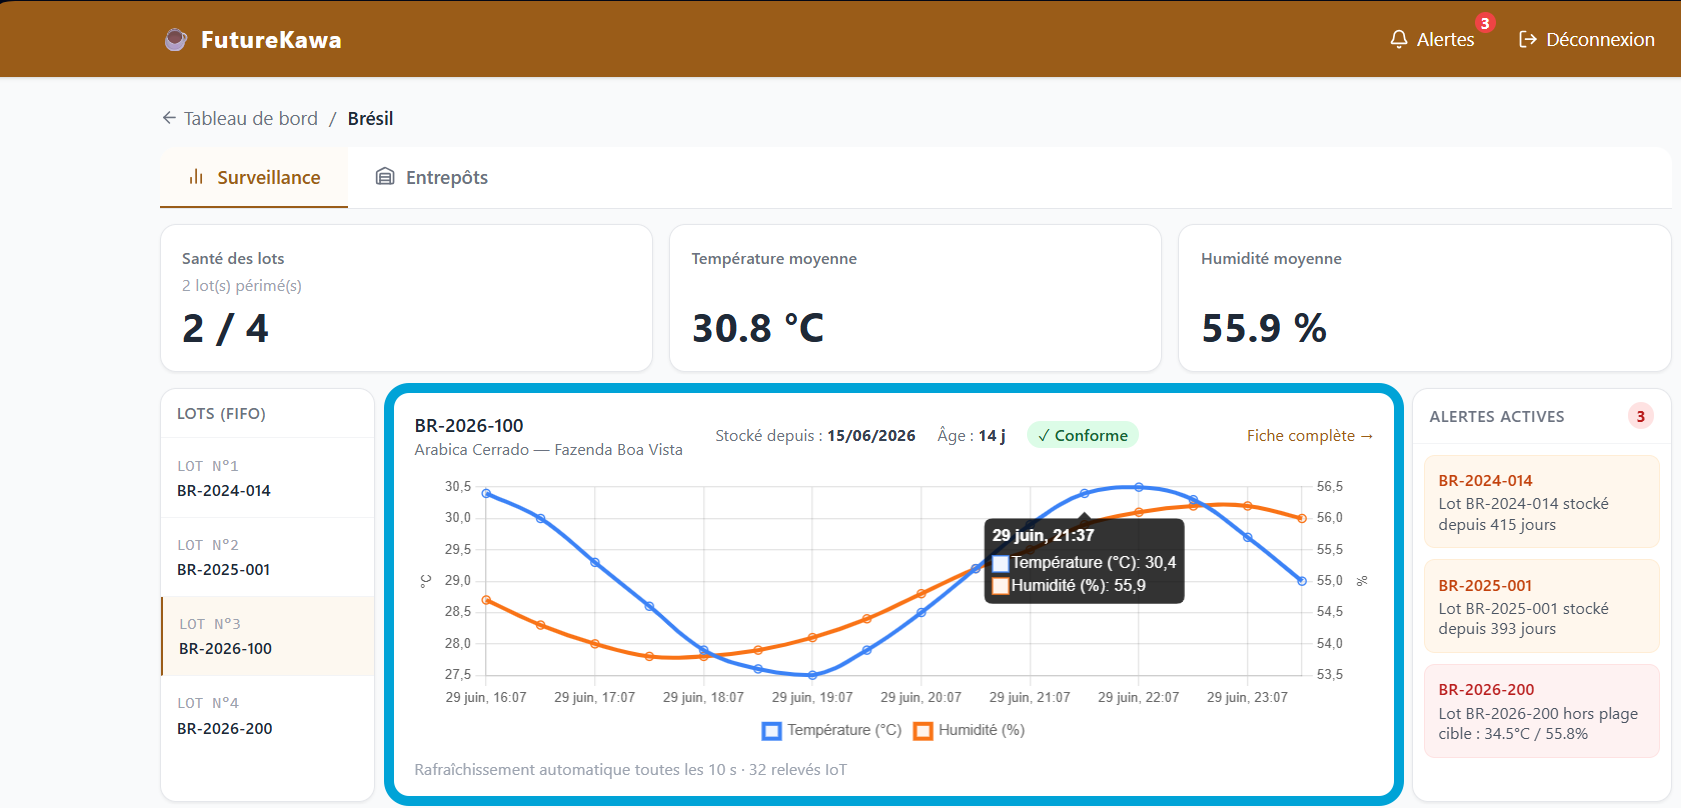 FutureKawa
Alertes 3
Déconnexion
← Tableau de bord / Brésil
Surveillance
Entrepôts
Santé des lots
2 lot(s) périmé(s)
2 / 4
Température moyenne
30.8 °C
Humidité moyenne
55.9 %
LOTS (FIFO)
LOT N°1
BR-2024-014
LOT N°2
BR-2025-001
LOT N°3
BR-2026-100
LOT N°4
BR-2026-200
BR-2026-100
Arabica Cerrado — Fazenda Boa Vista
Stocké depuis : 15/06/2026
Âge : 14 j
✓ Conforme
Fiche complète →
30,5
30,0
29,5
29,0
28,5
28,0
27,5
°C
29 juin, 21:37
Température (°C): 30,4
Humidité (%): 55,9
56,5
56,0
55,5
55,0
54,5
54,0
53,5
%
29 juin, 16:07
29 juin, 17:07
29 juin, 18:07
29 juin, 19:07
29 juin, 20:07
29 juin, 21:07
29 juin, 22:07
29 juin, 23:07
Température (°C)
Humidité (%)
Rafraîchissement automatique toutes les 10 s · 32 relevés IoT
ALERTES ACTIVES
3
BR-2024-014
Lot BR-2024-014 stocké
depuis 415 jours
BR-2025-001
Lot BR-2025-001 stocké
depuis 393 jours
BR-2026-200
Lot BR-2026-200 hors plage
cible : 34.5°C / 55.8%